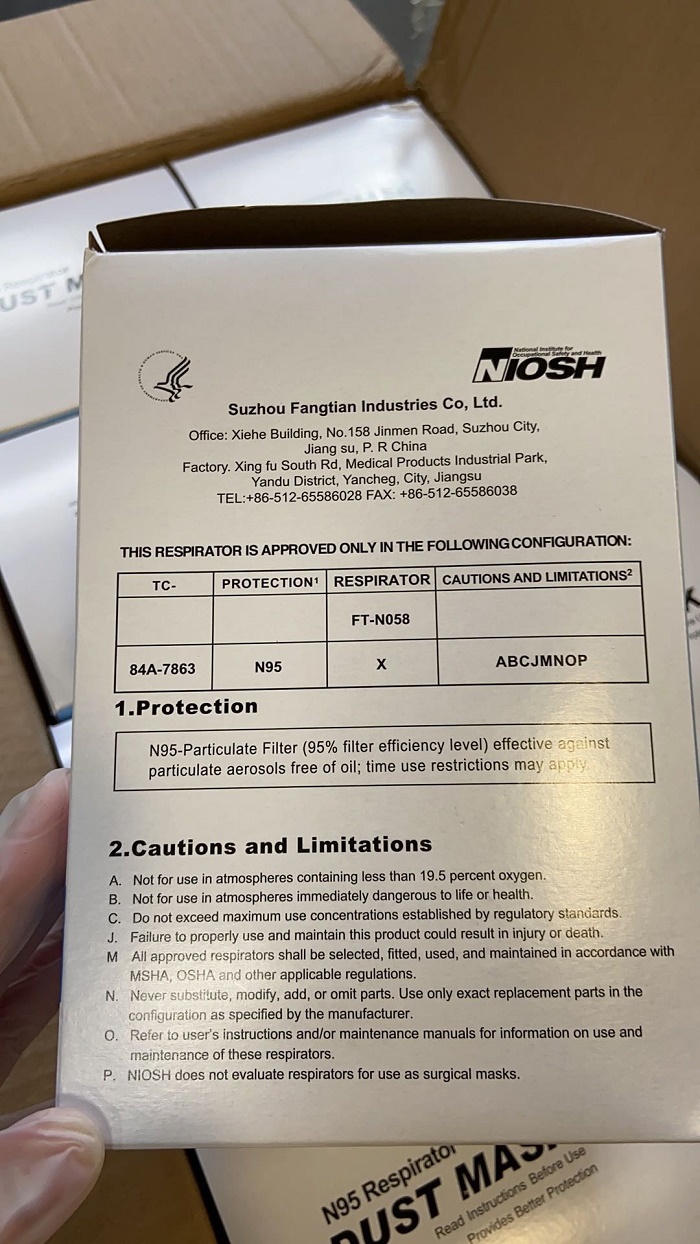 Respirator
UST M
National Institute for
Occupational Safety and Health
NIOSH
Suzhou Fangtian Industries Co, Ltd.
Office: Xiehe Building, No.158 Jinmen Road, Suzhou City,
Jiang su, P. R China
Factory. Xing fu South Rd, Medical Products Industrial Park,
Yandu District, Yancheg, City, Jiangsu
TEL:+86-512-65586028 FAX: +86-512-65586038
THIS RESPIRATOR IS APPROVED ONLY IN THE FOLLOWING CONFIGURATION:
TC- PROTECTION¹ RESPIRATOR CAUTIONS AND LIMITATIONS²
FT-N058
84A-7863 N95 X ABCJMNOP
1.Protection
N95-Particulate Filter (95% filter efficiency level) effective against
particulate aerosols free of oil; time use restrictions may apply.
2.Cautions and Limitations
A. Not for use in atmospheres containing less than 19.5 percent oxygen.
B. Not for use in atmospheres immediately dangerous to life or health.
C. Do not exceed maximum use concentrations established by regulatory standards.
J. Failure to properly use and maintain this product could result in injury or death.
M All approved respirators shall be selected, fitted, used, and maintained in accordance with
MSHA, OSHA and other applicable regulations.
N. Never substitute, modify, add, or omit parts. Use only exact replacement parts in the
configuration as specified by the manufacturer.
O. Refer to user's instructions and/or maintenance manuals for information on use and
maintenance of these respirators.
P. NIOSH does not evaluate respirators for use as surgical masks.
N95 Respirator
DUST MAS
Read Instructions Before Use
Provides Better Protection